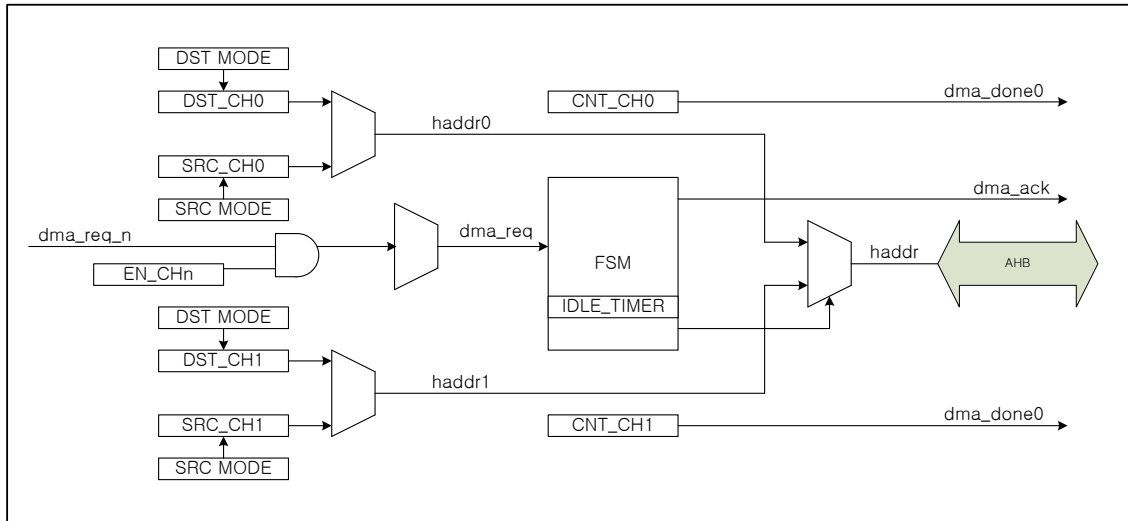 DST MODE
DST_CH0
CNT_CH0
dma_done0
haddr0
SRC_CH0
SRC MODE
dma_ack
dma_req_n
dma_req
EN_CHn
FSM
haddr
AHB
IDLE_TIMER
DST MODE
DST_CH1
haddr1
SRC_CH1
CNT_CH1
dma_done0
SRC MODE